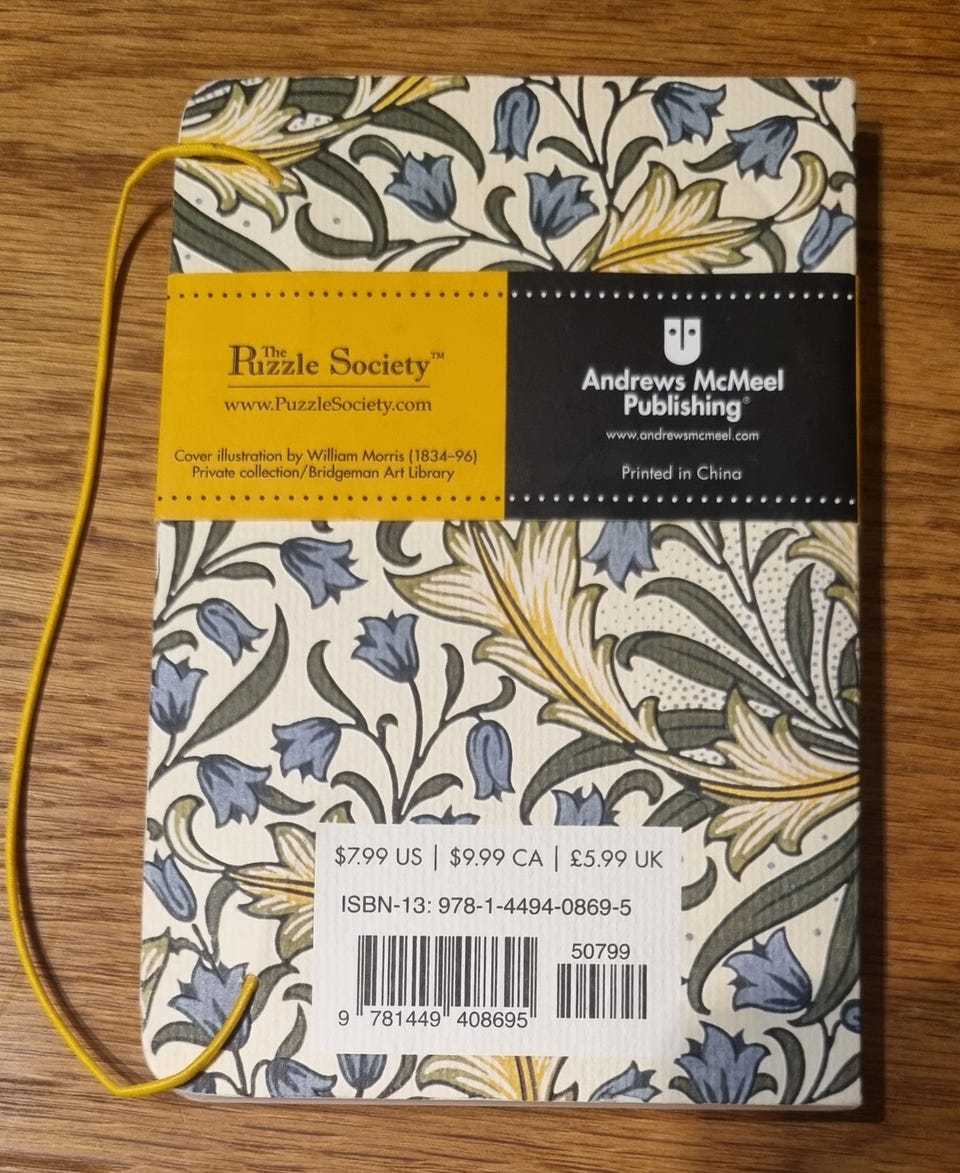 The Puzzle Society™
www.PuzzleSociety.com
Cover illustration by William Morris (1834–96)
Private collection/Bridgeman Art Library
Andrews McMeel
Publishing®
www.andrewsmcmeel.com
Printed in China
$7.99 US | $9.99 CA | £5.99 UK
ISBN-13: 978-1-4494-0869-5
50799
9 781449 408695